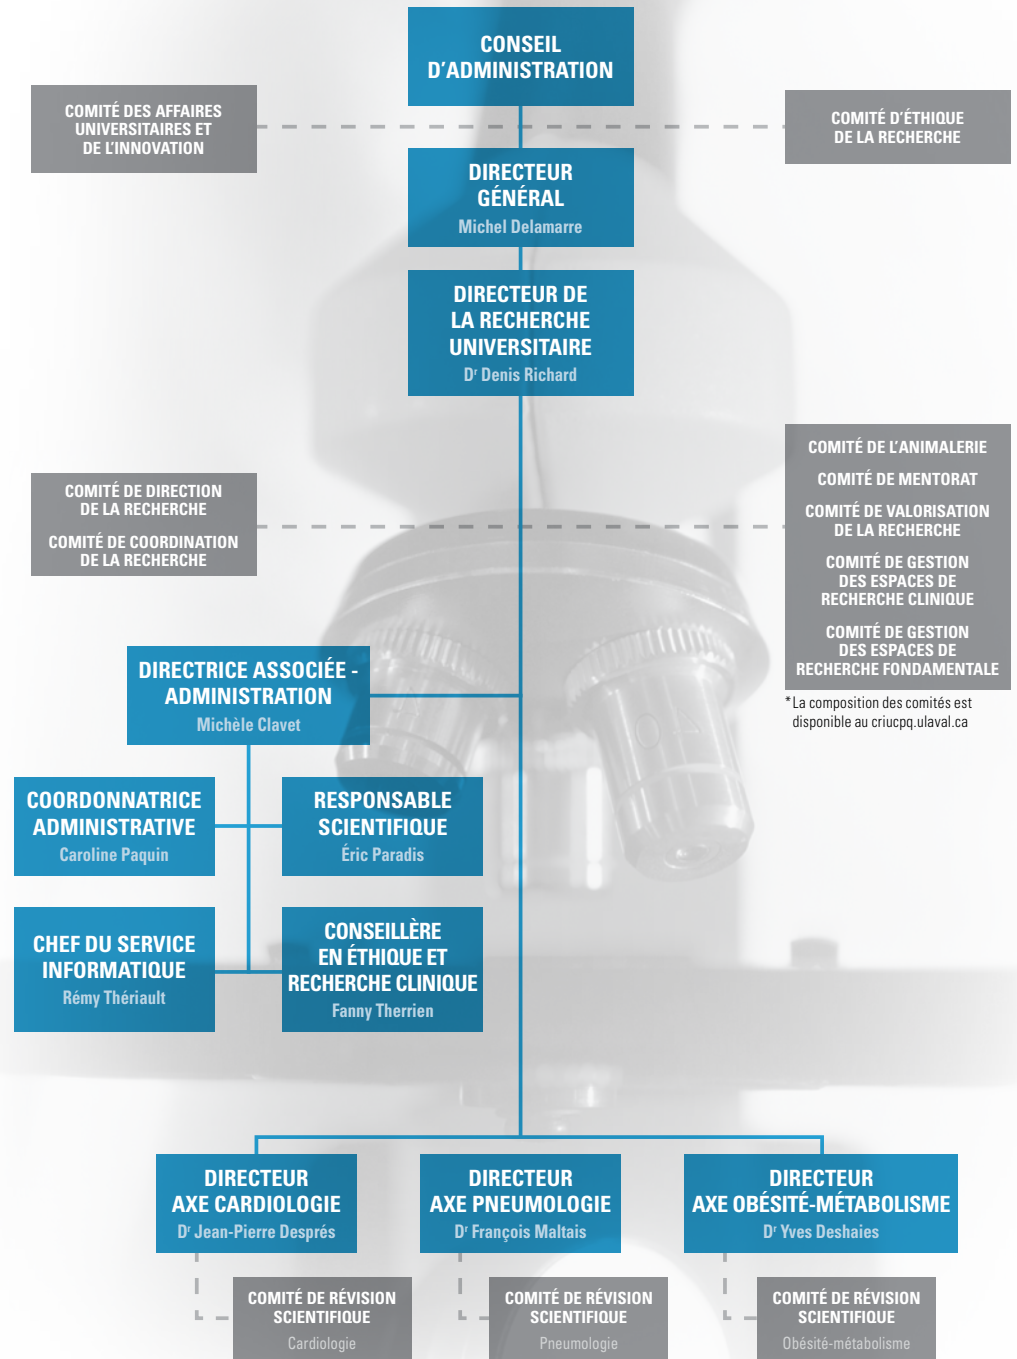 CONSEIL
D'ADMINISTRATION
COMITÉ DES AFFAIRES
UNIVERSITAIRES ET
DE L'INNOVATION
COMITÉ D'ÉTHIQUE
DE LA RECHERCHE
DIRECTEUR
GÉNÉRAL
Michel Delamarre
DIRECTEUR DE
LA RECHERCHE
UNIVERSITAIRE
Dr Denis Richard
COMITÉ DE DIRECTION
DE LA RECHERCHE
COMITÉ DE COORDINATION
DE LA RECHERCHE
COMITÉ DE L'ANIMALERIE
COMITÉ DE MENTORAT
COMITÉ DE VALORISATION
DE LA RECHERCHE
COMITÉ DE GESTION
DES ESPACES DE
RECHERCHE CLINIQUE
COMITÉ DE GESTION
DES ESPACES DE
RECHERCHE FONDAMENTALE
* La composition des comités est
disponible au criucpq.ulaval.ca
DIRECTRICE ASSOCIÉE -
ADMINISTRATION
Michèle Clavet
COORDONNATRICE
ADMINISTRATIVE
Caroline Paquin
RESPONSABLE
SCIENTIFIQUE
Éric Paradis
CHEF DU SERVICE
INFORMATIQUE
Rémy Thériault
CONSEILLÈRE
EN ÉTHIQUE ET
RECHERCHE CLINIQUE
Fanny Therrien
DIRECTEUR
AXE CARDIOLOGIE
Dr Jean-Pierre Després
DIRECTEUR
AXE PNEUMOLOGIE
Dr François Maltais
DIRECTEUR
AXE OBÉSITÉ-MÉTABOLISME
Dr Yves Deshaies
COMITÉ DE RÉVISION
SCIENTIFIQUE
Cardiologie
COMITÉ DE RÉVISION
SCIENTIFIQUE
Pneumologie
COMITÉ DE RÉVISION
SCIENTIFIQUE
Obésité-métabolisme